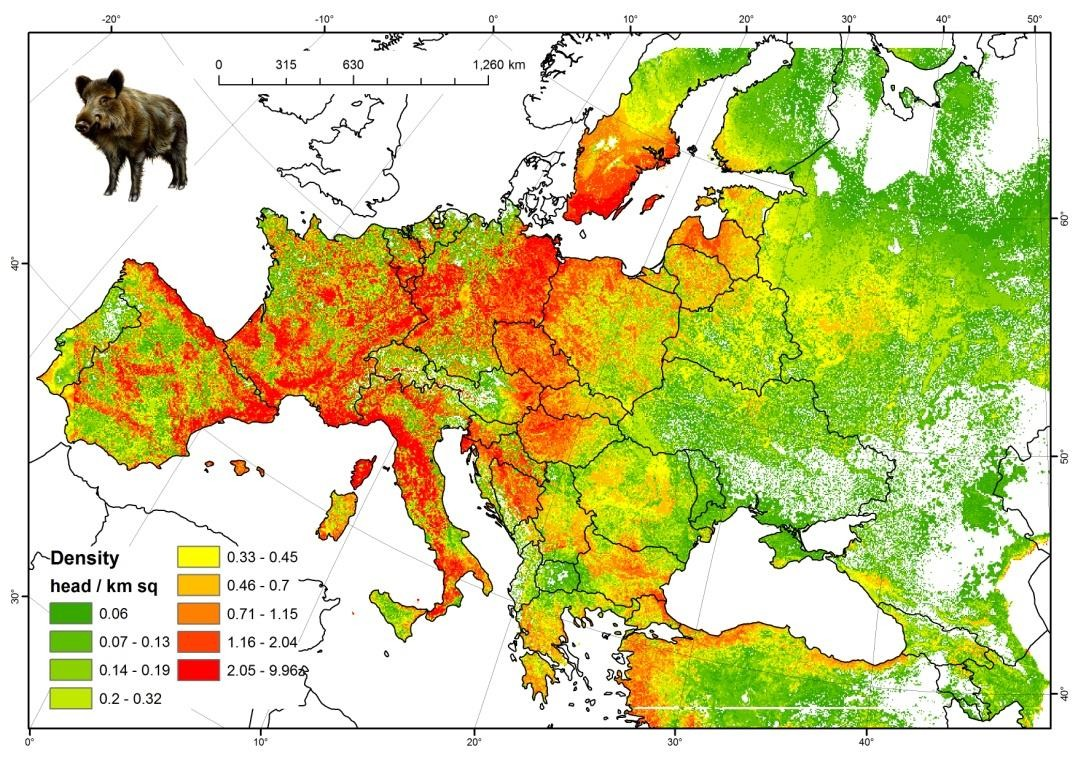 -20° -10° 0° 10° 20° 30° 40° 50°
0 315 630 1,260 km
60°
40°
50°
Density
head / km sq
0.06
0.07 - 0.13
0.14 - 0.19
0.2 - 0.32
0.33 - 0.45
0.46 - 0.7
0.71 - 1.15
1.16 - 2.04
2.05 - 9.962
30°
40°
0° 10° 20° 30° 40°